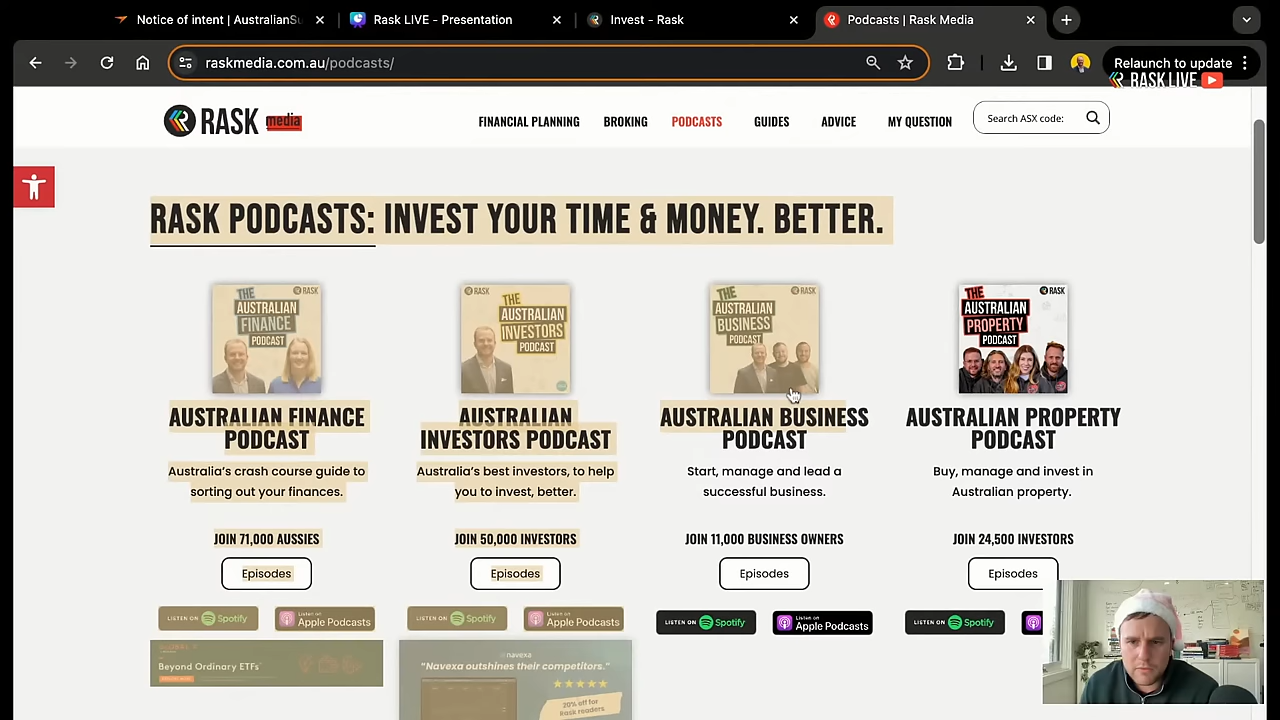 Notice of intent | AustralianSu
Rask LIVE - Presentation
Invest - Rask
Podcasts | Rask Media
raskmedia.com.au/podcasts/
Relaunch to update
RASK LIVE
RASK media
FINANCIAL PLANNING
BROKING
PODCASTS
GUIDES
ADVICE
MY QUESTION
Search ASX code:
RASK PODCASTS: INVEST YOUR TIME & MONEY. BETTER.
RASK
THE
AUSTRALIAN
FINANCE
PODCAST
RASK
THE
AUSTRALIAN
INVESTORS
PODCAST
RASK
THE
AUSTRALIAN
BUSINESS
PODCAST
RASK
THE
AUSTRALIAN
PROPERTY
PODCAST
AUSTRALIAN FINANCE
PODCAST
Australia's crash course guide to
sorting out your finances.
JOIN 71,000 AUSSIES
Episodes
LISTEN ON Spotify
Listen on
Apple Podcasts
Beyond Ordinary ETFs
AUSTRALIAN
INVESTORS PODCAST
Australia's best investors, to help
you to invest, better.
JOIN 50,000 INVESTORS
Episodes
LISTEN ON Spotify
Listen on
Apple Podcasts
navexa
"Navexa outshines their competitors."
20% off for
Rask readers.
AUSTRALIAN BUSINESS
PODCAST
Start, manage and lead a
successful business.
JOIN 11,000 BUSINESS OWNERS
Episodes
LISTEN ON Spotify
Listen on
Apple Podcasts
AUSTRALIAN PROPERTY
PODCAST
Buy, manage and invest in
Australian property.
JOIN 24,500 INVESTORS
Episodes
LISTEN ON Spotify